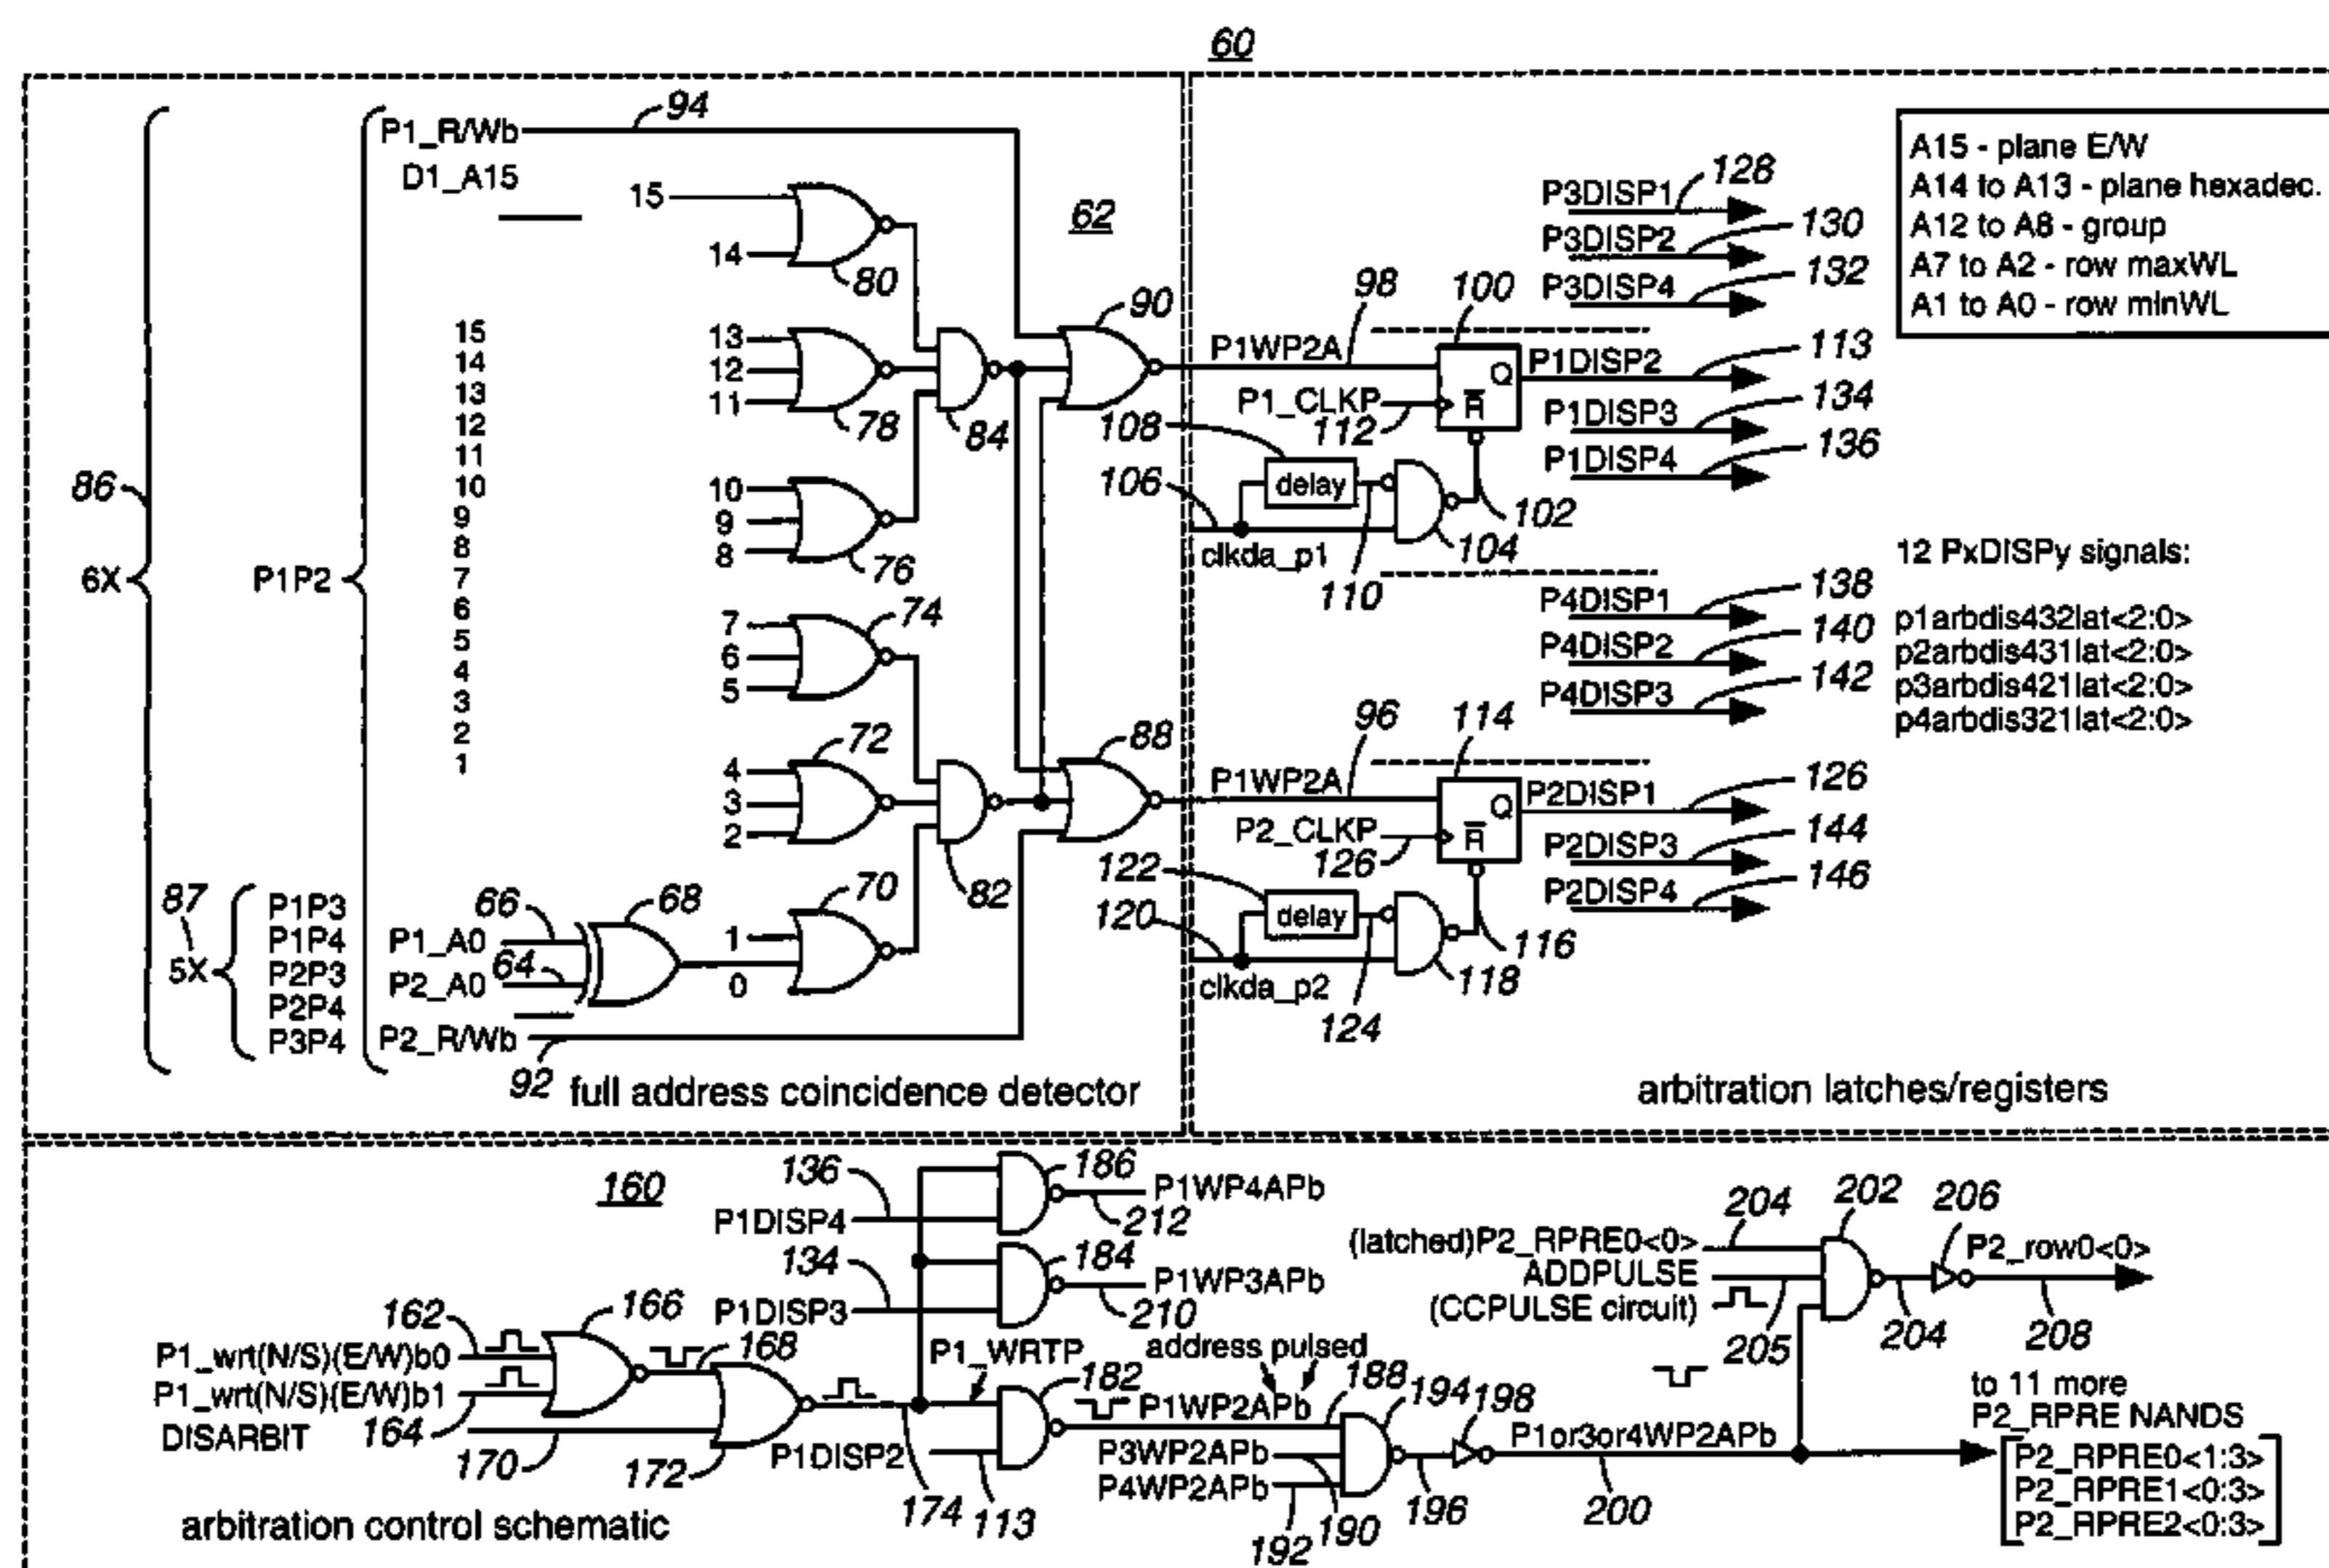 60
94
P1_R/Wb
D1_A15
15
14
80
62
15
14
13
12
11
10
9
8
7
6
5
4
3
2
1
13
12
11
78
84
90
10
9
8
76
86
6X
P1P2
7
6
5
74
4
3
2
72
82
88
87
5X
P1P3
P1P4
P2P3
P2P4
P3P4
66
P1_A0
64
P2_A0
68
1
0
70
P2_R/Wb
92
full address coincidence detector
P3DISP1
128
P3DISP2
130
P3DISP4
132
A15 - plane E/W
A14 to A13 - plane hexadec.
A12 to A8 - group
A7 to A2 - row maxWL
A1 to A0 - row minWL
98
100
P1WP2A
Q
R
P1DISP2
113
P1_CLKP
112
P1DISP3
134
P1DISP4
136
108
delay
106
clkda_p1
110
104
102
12 PxDISPy signals:
P4DISP1
138
P4DISP2
140
P4DISP3
142
p1arbdis432lat<2:0>
p2arbdis431lat<2:0>
p3arbdis421lat<2:0>
p4arbdis321lat<2:0>
96
114
P1WP2A
Q
R
P2DISP1
126
P2_CLKP
126
P2DISP3
144
P2DISP4
146
122
delay
120
clkda_p2
124
118
116
arbitration latches/registers
160
136
P1DISP4
186
P1WP4APb
212
134
P1DISP3
184
P1WP3APb
210
162
P1_wrt(N/S)(E/W)b0
166
168
P1_wrt(N/S)(E/W)b1
164
DISARBIT
170
172
174
P1_WRTP
P1DISP2
113
182
address pulsed
P1WP2APb
188
P3WP2APb
190
P4WP2APb
192
194
196
198
P1or3or4WP2APb
200
204
(latched)P2_RPRE0<0>
ADDPULSE
(CCPULSE circuit)
205
202
204
206
P2_row0<0>
208
to 11 more
P2_RPRE NANDS
P2_RPRE0<1:3>
P2_RPRE1<0:3>
P2_RPRE2<0:3>
arbitration control schematic